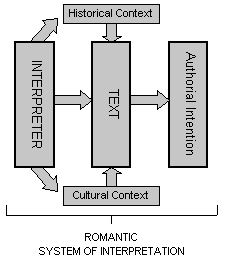 Historical Context
INTERPRETER
TEXT
Authorial Intention
Cultural Context
ROMANTIC
SYSTEM OF INTERPRETATION